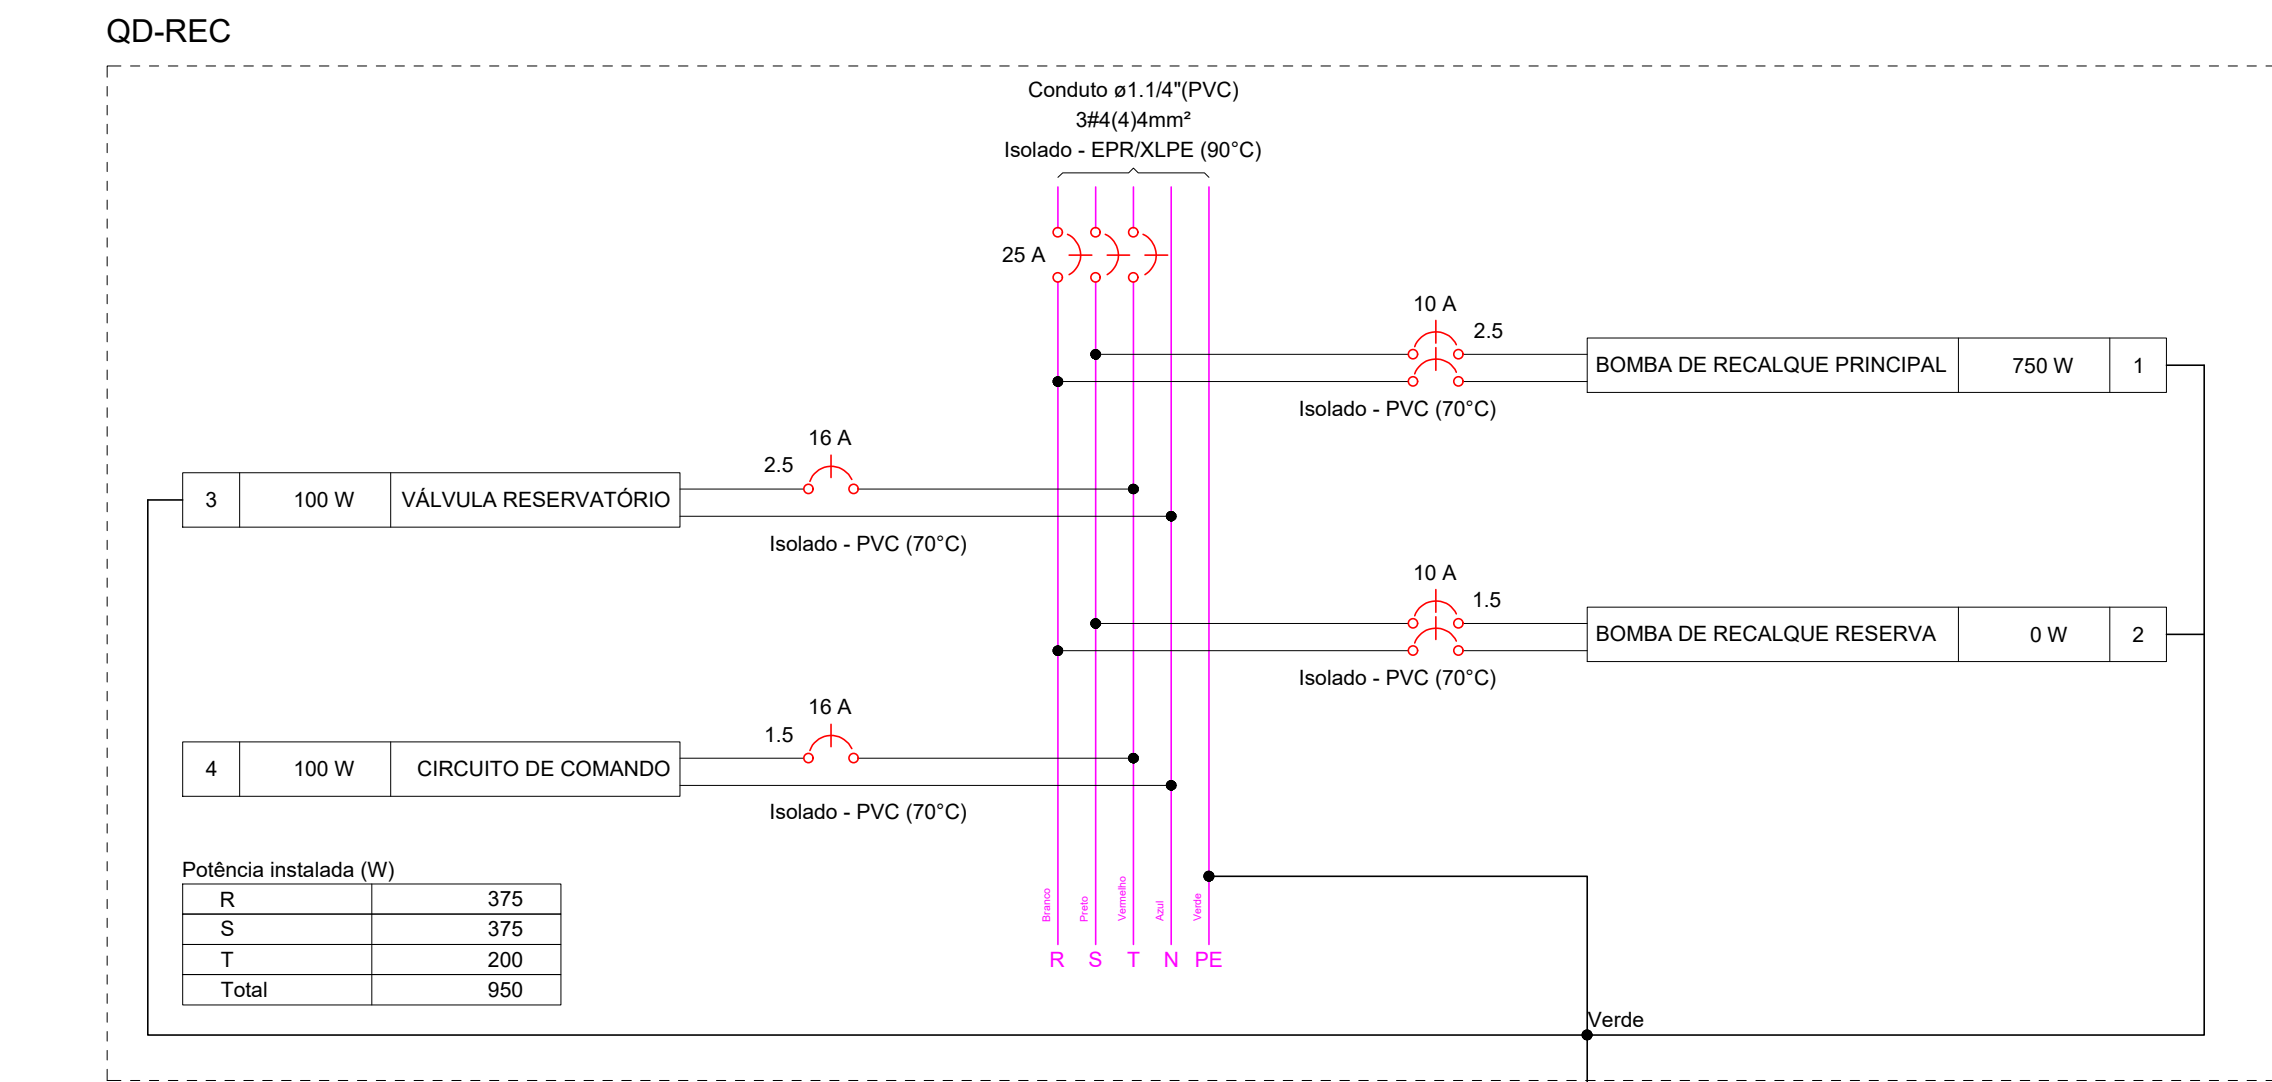 QD-REC
Conduto ø1.1/4"(PVC)
3#4(4)4mm²
Isolado - EPR/XLPE (90°C)
25 A
10 A
2.5
BOMBA DE RECALQUE PRINCIPAL 750 W 1
Isolado - PVC (70°C)
16 A
2.5
3 100 W VÁLVULA RESERVATÓRIO
Isolado - PVC (70°C)
10 A
1.5
BOMBA DE RECALQUE RESERVA 0 W 2
Isolado - PVC (70°C)
16 A
1.5
4 100 W CIRCUITO DE COMANDO
Isolado - PVC (70°C)
Potência instalada (W)
R 375
S 375
T 200
Total 950
Branco
Preto
Vermelho
Azul
Verde
R S T N PE
Verde